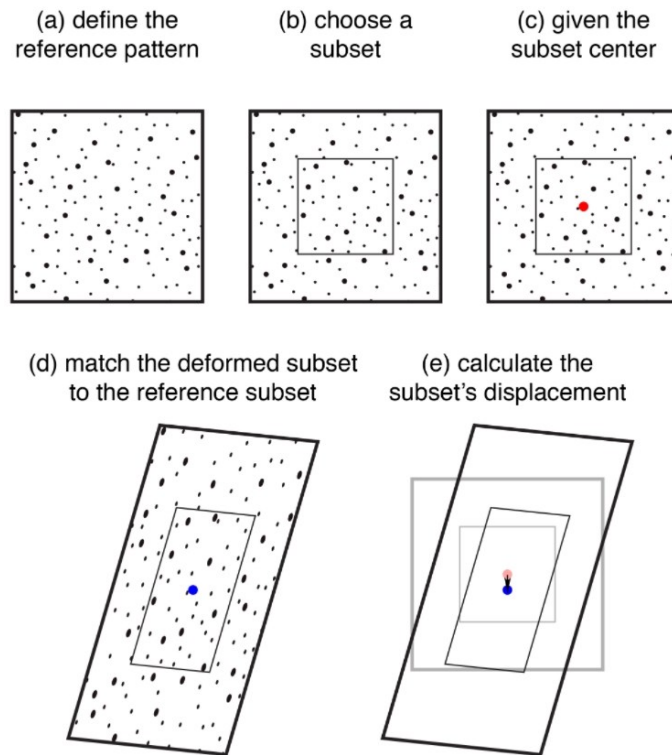 (a) define the
reference pattern
(b) choose a
subset
(c) given the
subset center
(d) match the deformed subset
to the reference subset
(e) calculate the
subset's displacement